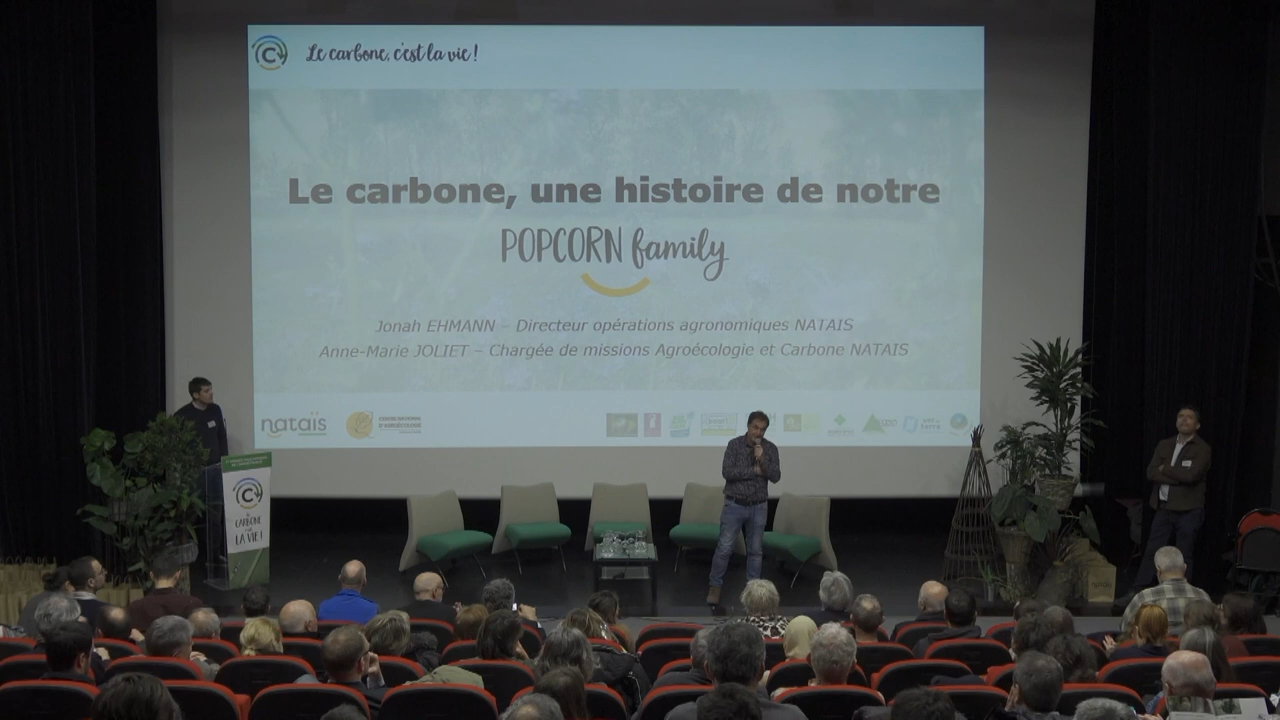 C
Le carbone, c'est la vie !
Le carbone, une histoire de notre
POPCORN family
Jonah EHMANN – Directeur opérations agronomiques NATAIS
Anne-Marie JOLIET – Chargée de missions Agroécologie et Carbone NATAIS
nataïs
C
le
CARBONE
c'est
LA VIE !